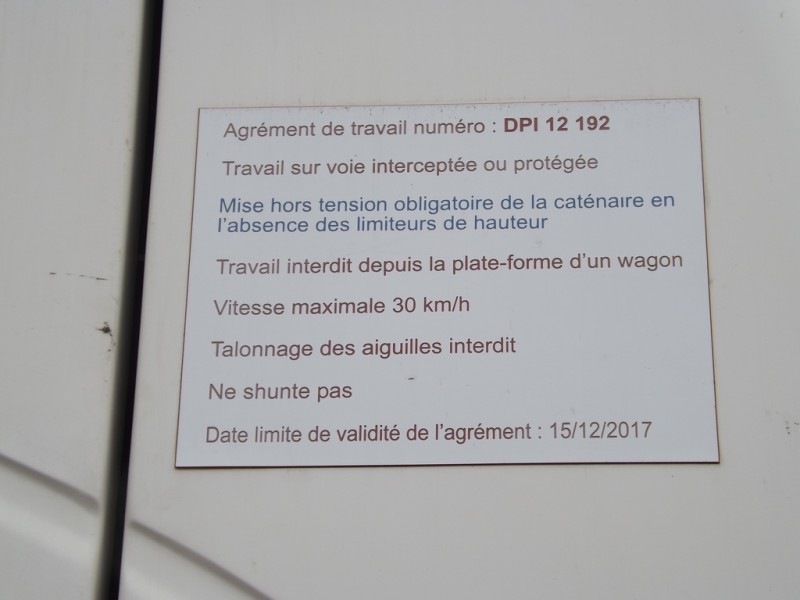 Agrément de travail numéro : DPI 12 192
Travail sur voie interceptée ou protégée
Mise hors tension obligatoire de la caténaire en
l'absence des limiteurs de hauteur
Travail interdit depuis la plate-forme d'un wagon
Vitesse maximale 30 km/h
Talonnage des aiguilles interdit
Ne shunte pas
Date limite de validité de l'agrément : 15/12/2017